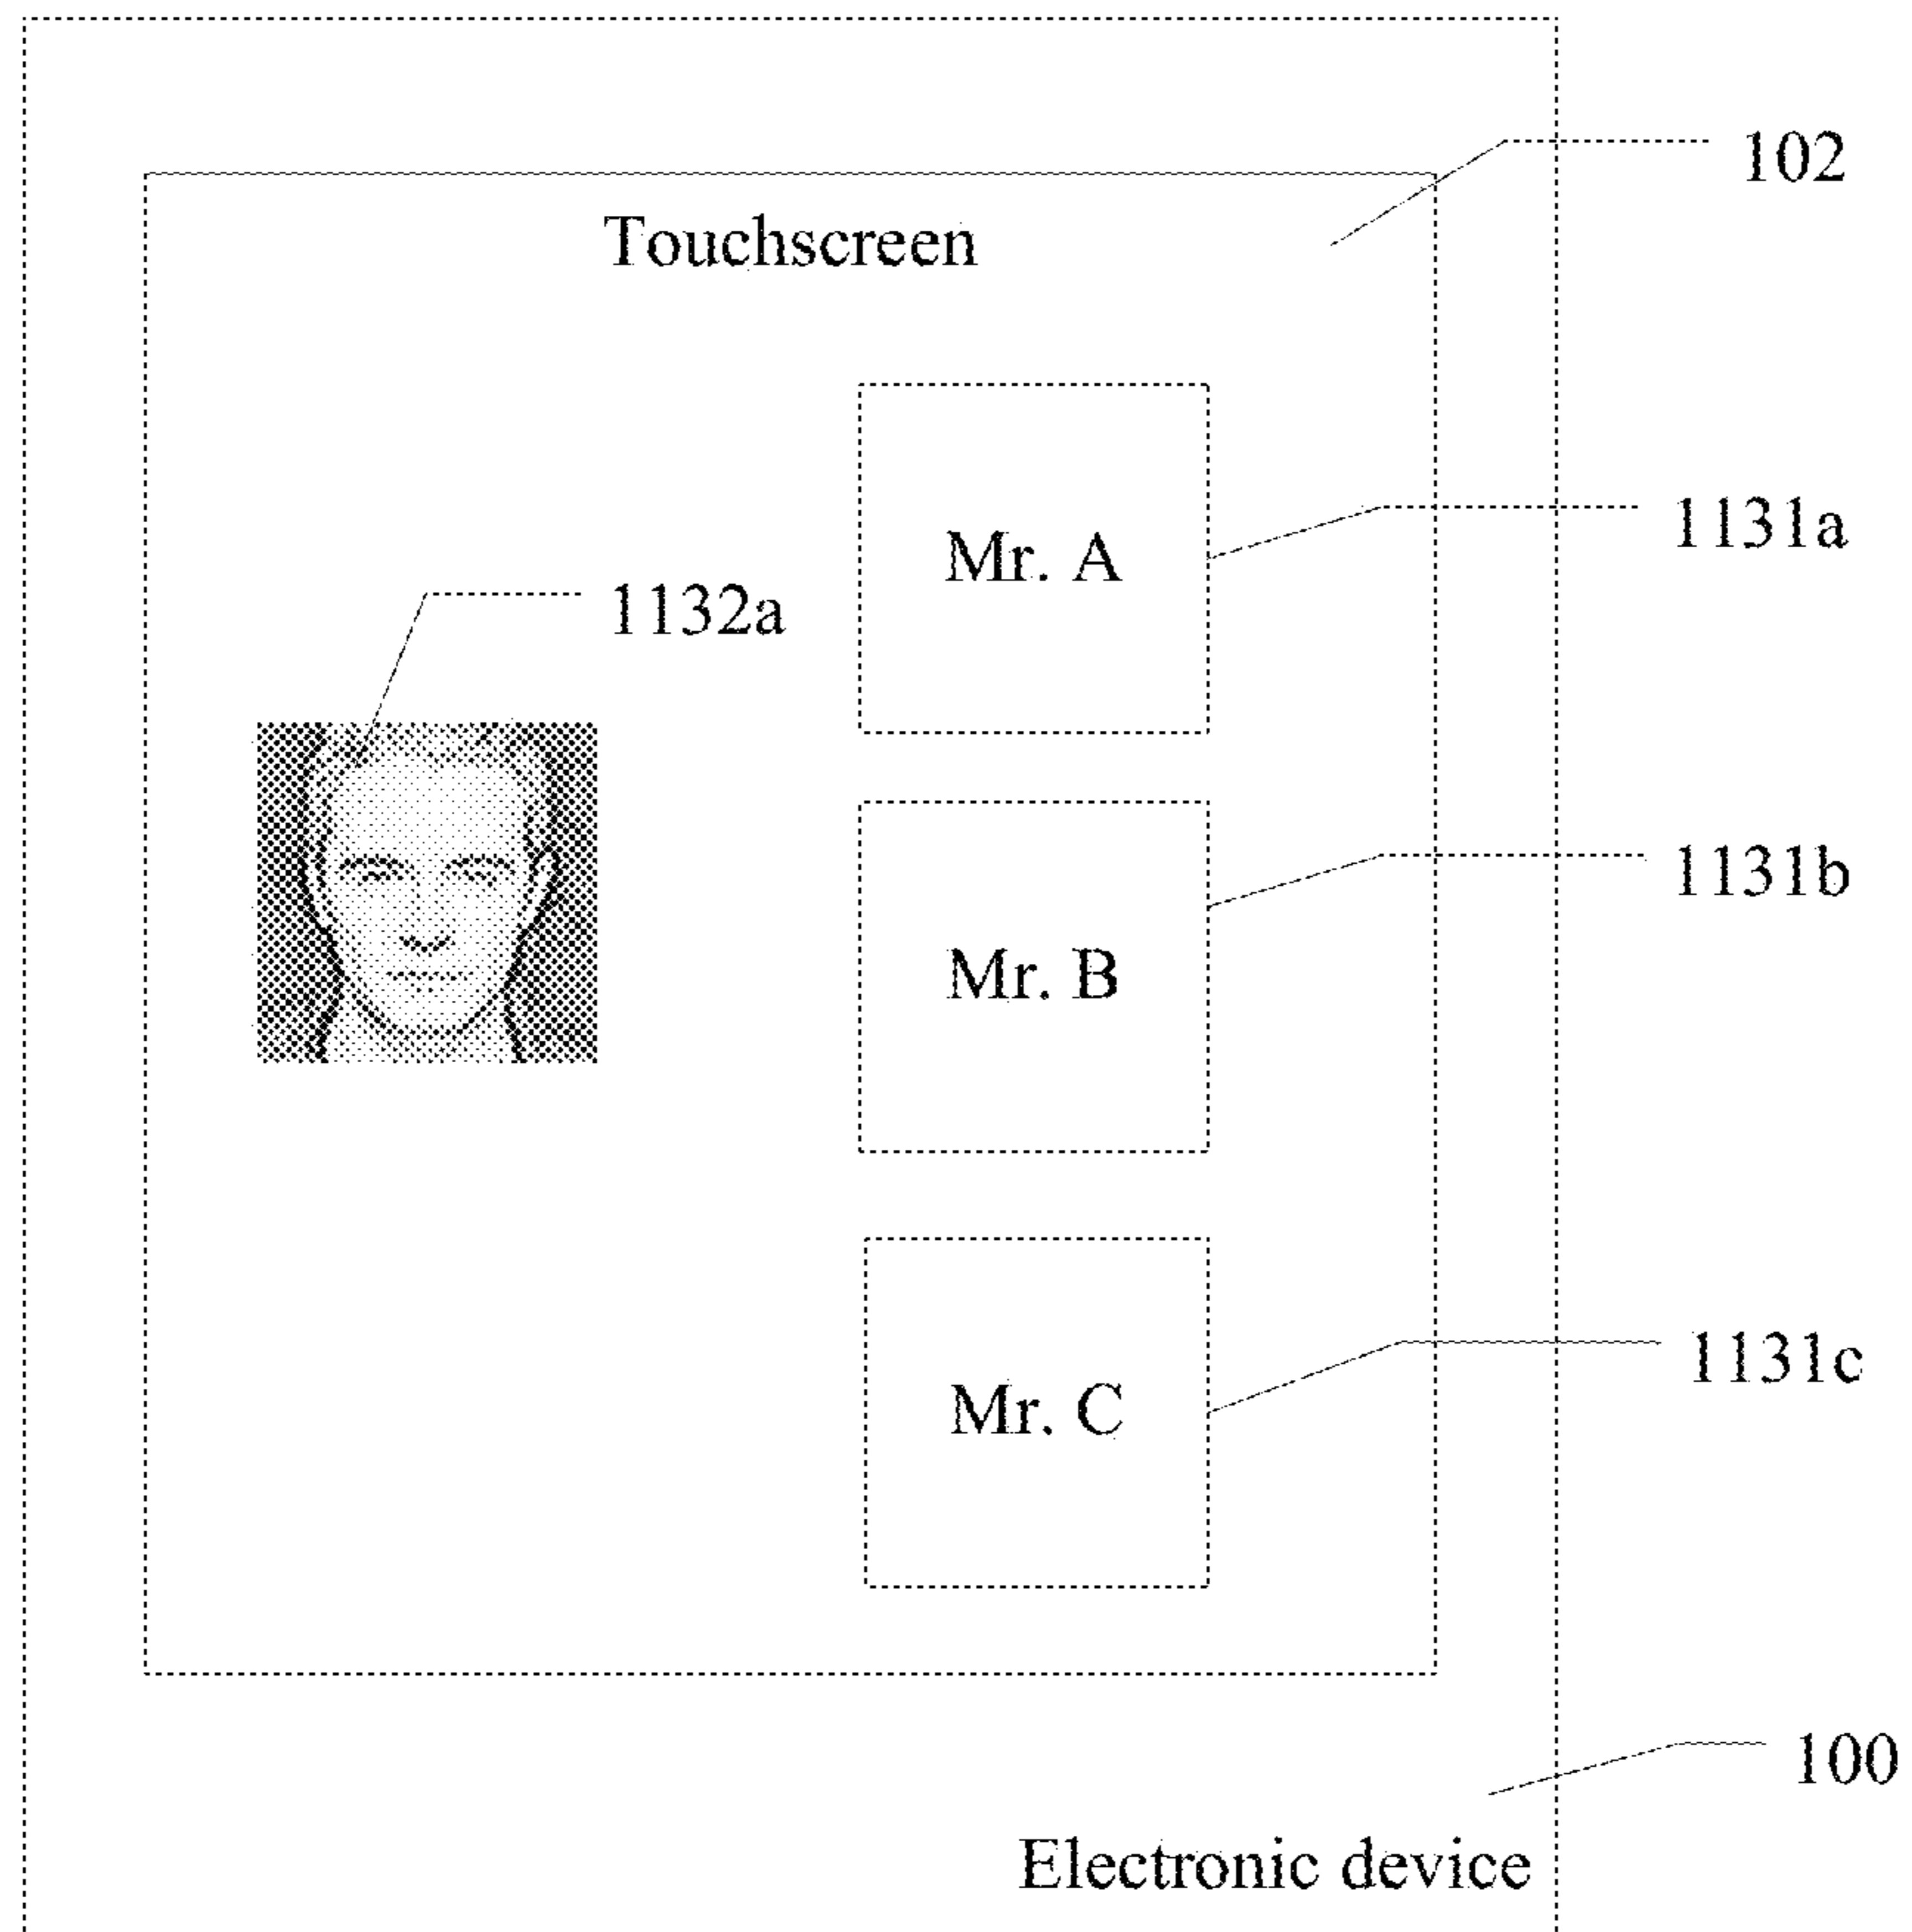 102
Touchscreen
1131a
Mr. A
1132a
1131b
Mr. B
1131c
Mr. C
100
Electronic device